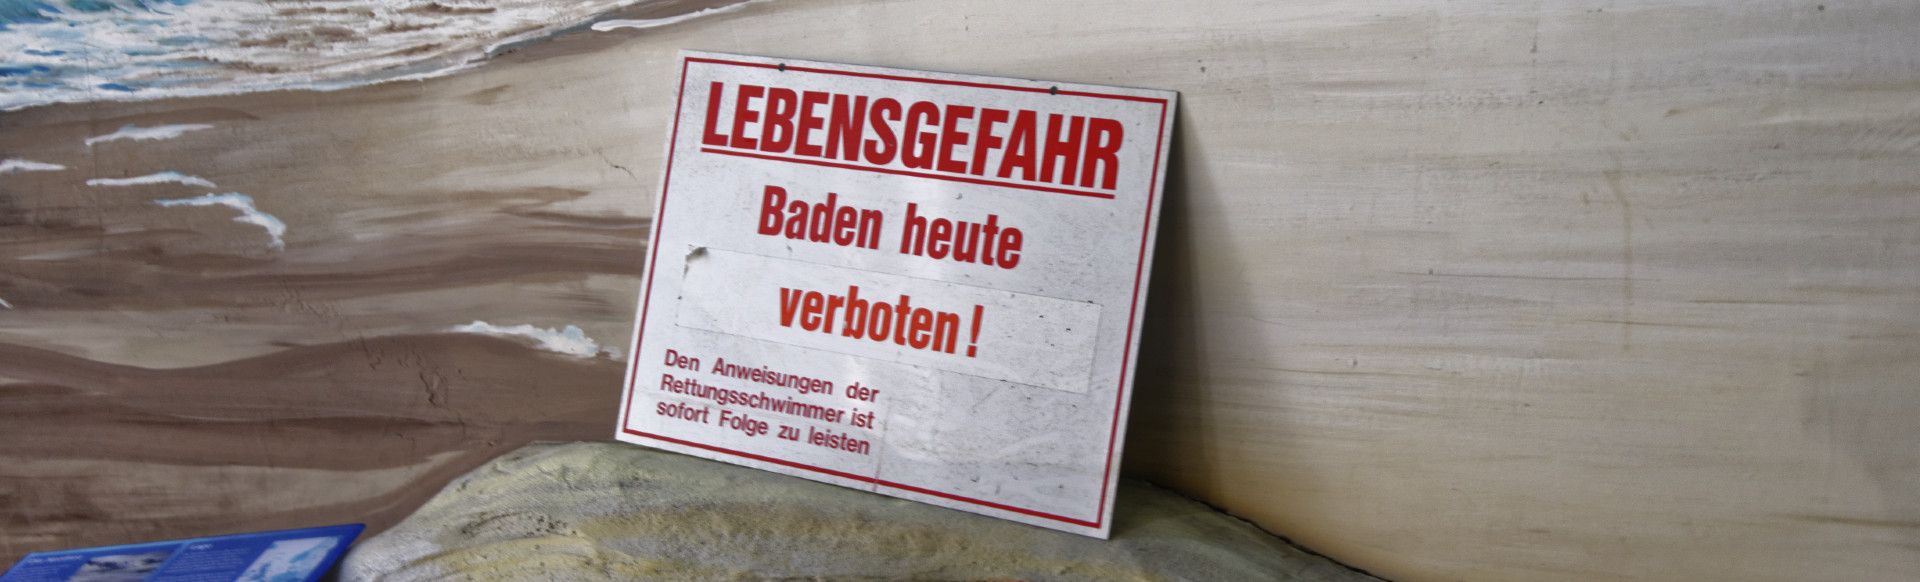 LEBENSGEFAHR
Baden heute
verboten!
Den Anweisungen der
Rettungsschwimmer ist
sofort Folge zu leisten